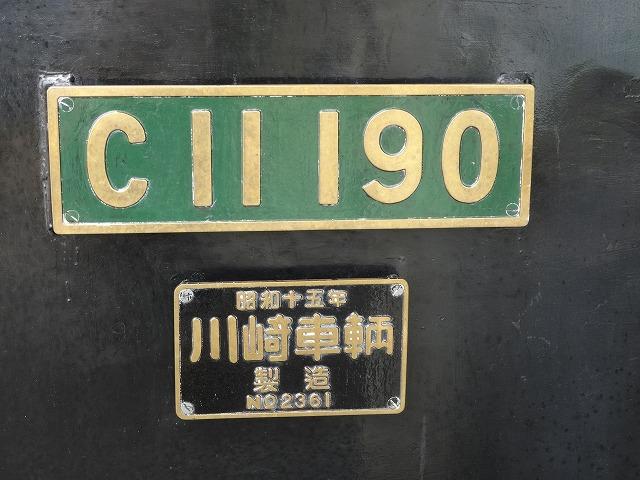 C11 190
昭和十五年
川崎車輌
製造
NO2361